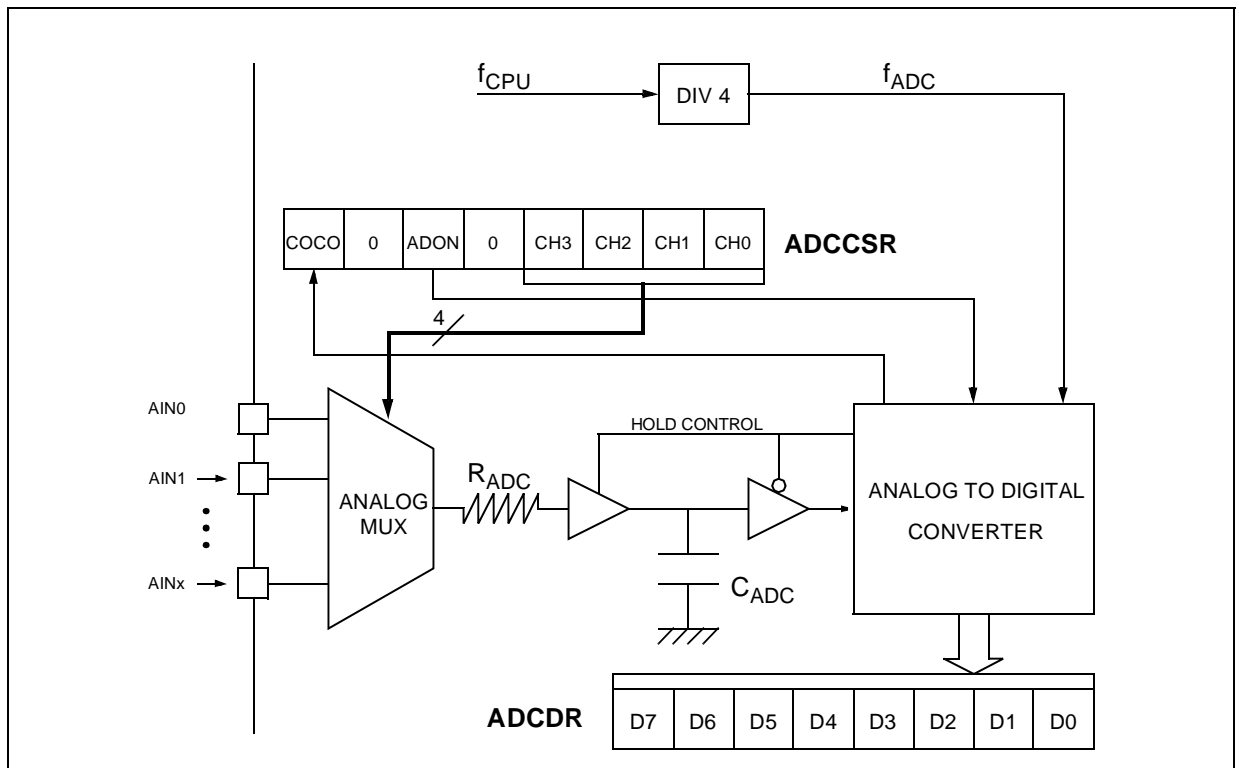 fCPU
DIV 4
fADC
COCO 0 ADON 0 CH3 CH2 CH1 CH0 ADCCSR
4
AIN0
HOLD CONTROL
AIN1
RADC
ANALOG
MUX
ANALOG TO DIGITAL
CONVERTER
AINx
CADC
ADCDR D7 D6 D5 D4 D3 D2 D1 D0